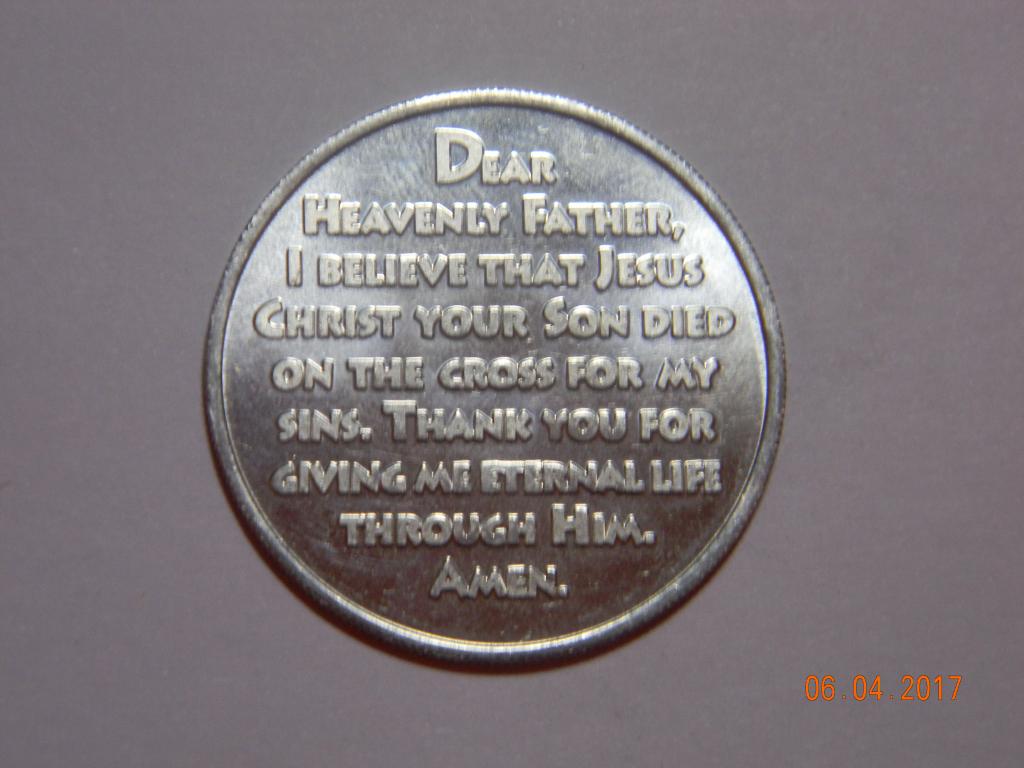 Dear
Heavenly Father,
I believe that Jesus
Christ your Son died
on the cross for my
sins. Thank you for
giving me eternal life
through Him.
Amen.
06.04.2017